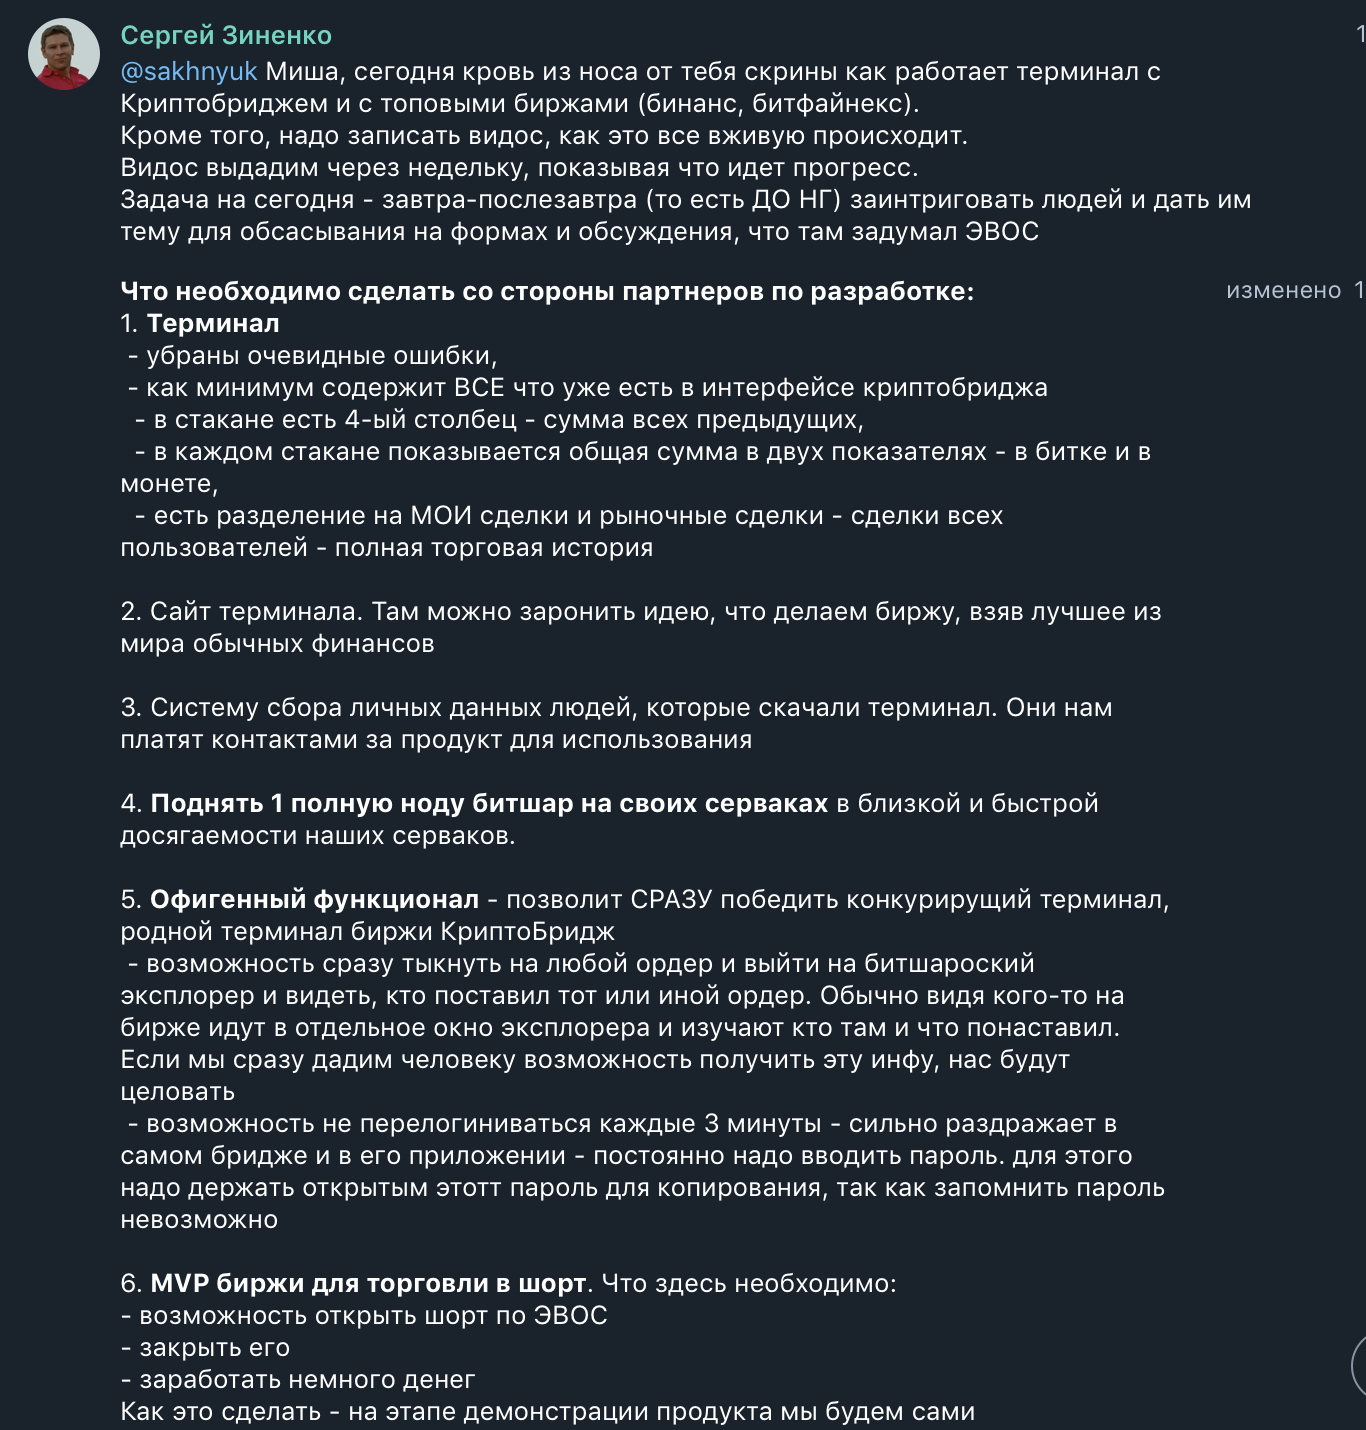 Сергей Зиненко
1
@sakhnyuk Миша, сегодня кровь из носа от тебя скрины как работает терминал с
Криптобриджем и с топовыми биржами (бинанс, битфайнекс).
Кроме того, надо записать видос, как это все вживую происходит.
Видос выдадим через недельку, показывая что идет прогресс.
Задача на сегодня - завтра-послезавтра (то есть ДО НГ) заинтриговать людей и дать им
тему для обсасывания на формах и обсуждения, что там задумал ЭВОС
Что необходимо сделать со стороны партнеров по разработке:
изменено 1
1. Терминал
- убраны очевидные ошибки,
- как минимум содержит ВСЕ что уже есть в интерфейсе криптобриджа
- в стакане есть 4-ый столбец - сумма всех предыдущих,
- в каждом стакане показывается общая сумма в двух показателях - в битке и в
монете,
- есть разделение на МОИ сделки и рыночные сделки - сделки всех
пользователей - полная торговая история
2. Сайт терминала. Там можно заронить идею, что делаем биржу, взяв лучшее из
мира обычных финансов
3. Систему сбора личных данных людей, которые скачали терминал. Они нам
платят контактами за продукт для использования
4. Поднять 1 полную ноду битшар на своих серваках в близкой и быстрой
досягаемости наших серваков.
5. Офигенный функционал - позволит СРАЗУ победить конкурирущий терминал,
родной терминал биржи КриптоБридж
- возможность сразу тыкнуть на любой ордер и выйти на битшароский
эксплорер и видеть, кто поставил тот или иной ордер. Обычно видя кого-то на
бирже идут в отдельное окно эксплорера и изучают кто там и что понаставил.
Если мы сразу дадим человеку возможность получить эту инфу, нас будут
целовать
- возможность не перелогиниваться каждые 3 минуты - сильно раздражает в
самом бридже и в его приложении - постоянно надо вводить пароль. для этого
надо держать открытым этотт пароль для копирования, так как запомнить пароль
невозможно
6. MVP биржи для торговли в шорт. Что здесь необходимо:
- возможность открыть шорт по ЭВОС
- закрыть его
- заработать немного денег
Как это сделать - на этапе демонстрации продукта мы будем сами